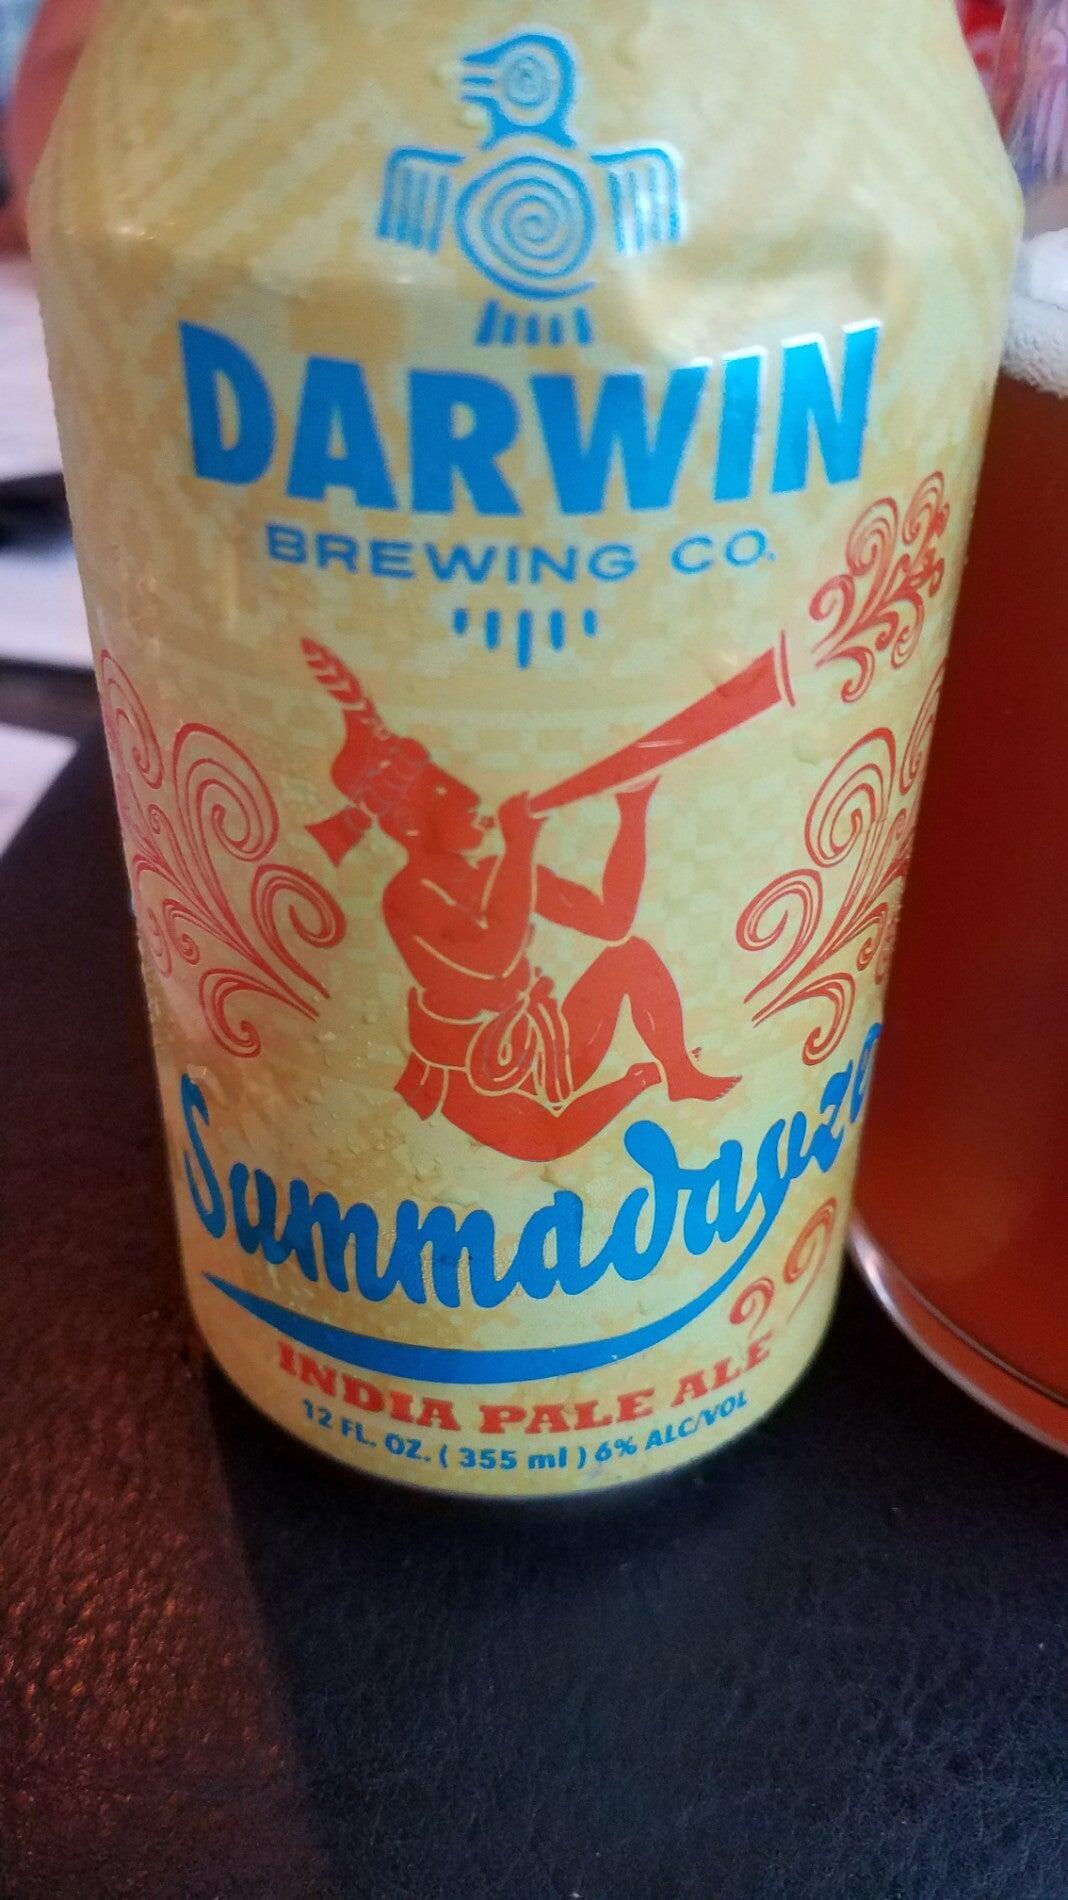 DARWIN
BREWING CO.
Summadayze
INDIA PALE ALE
12 FL. OZ. ( 355 ml ) 6% ALC/VOL